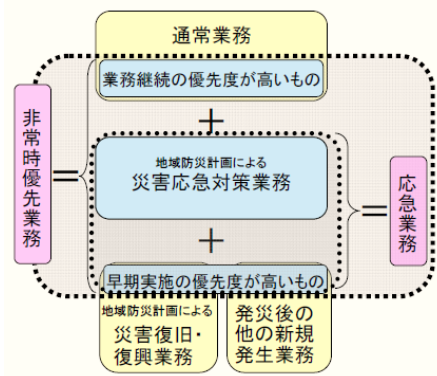 通常業務
業務継続の優先度が高いもの
+
非常時優先業務
=
地域防災計画による
災害応急対策業務
=
応急業務
+
早期実施の優先度が高いもの
地域防災計画による
災害復旧・
復興業務
発災後の
他の新規
発生業務